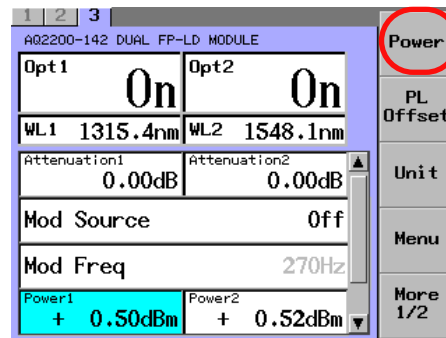 1 2 3
AQ2200-142 DUAL FP-LD MODULE
Opt1 On Opt2 On
WL1 1315.4nm WL2 1548.1nm
Attenuation1 Attenuation2
0.00dB 0.00dB
Mod Source Off
Mod Freq 270Hz
Power1 Power2
+ 0.50dBm + 0.52dBm
Power
PL
Offset
Unit
Menu
More
1/2